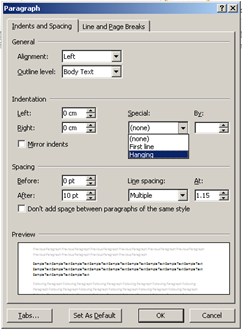 Paragraph
Indents and Spacing Line and Page Breaks
General
Alignment: Left
Outline level: Body Text
Indentation
Left: 0 cm Special: By:
Right: 0 cm (none)
Mirror indents (none)
First line
Hanging
Spacing
Before: 0 pt Line spacing: At:
After: 10 pt Multiple 1.15
Don't add space between paragraphs of the same style
Preview
Tabs... Set As Default OK Cancel